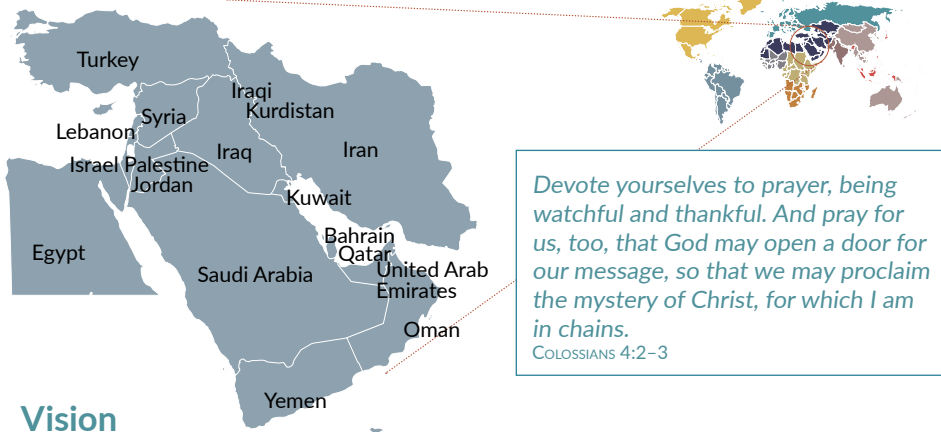 Turkey
Iraqi
Kurdistan
Syria
Lebanon
Iraq
Iran
Israel Palestine
Jordan
Kuwait
Egypt
Bahrain
Qatar
Saudi Arabia
United Arab
Emirates
Oman
Yemen
Devote yourselves to prayer, being
watchful and thankful. And pray for
us, too, that God may open a door for
our message, so that we may proclaim
the mystery of Christ, for which I am
in chains.
Colossians 4:2–3
Vision